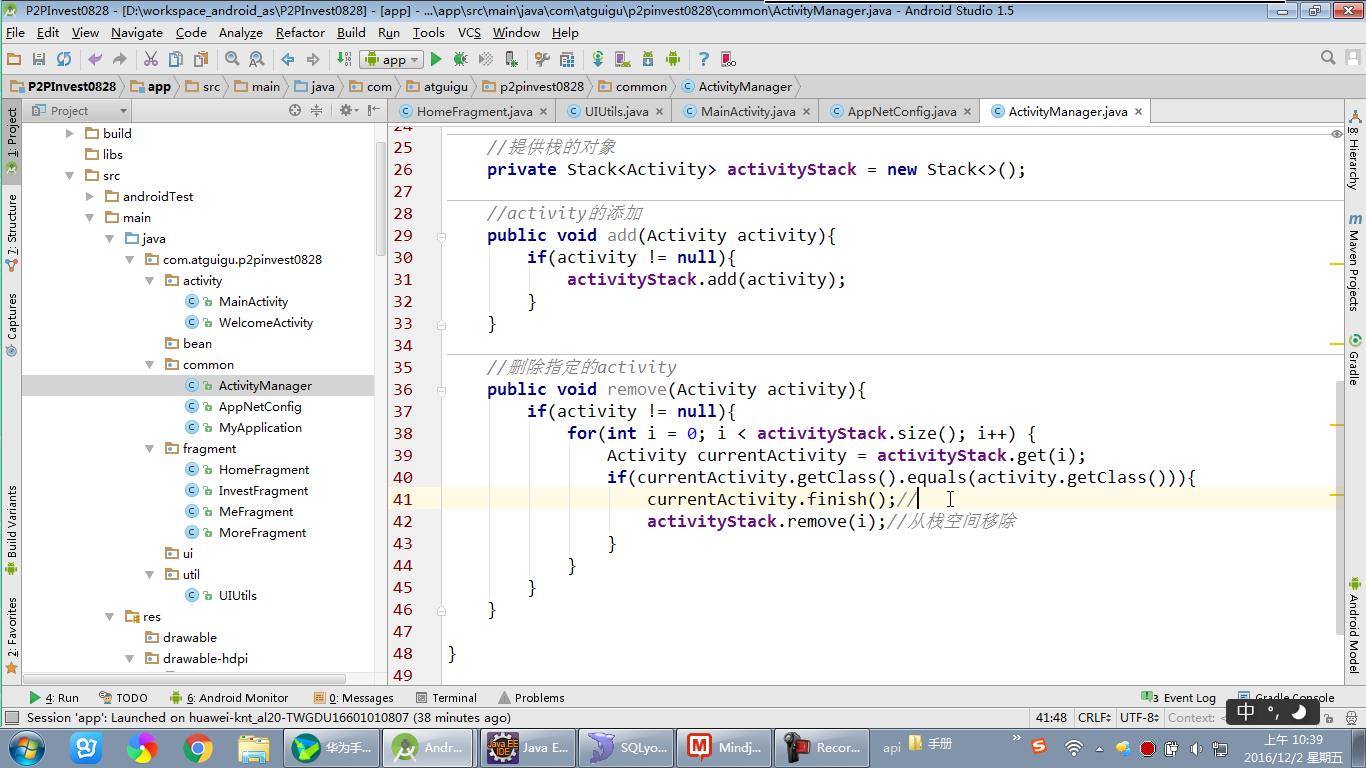 P2PInvest0828 - [D:\workspace_android_as\P2PInvest0828] - [app] - ...\app\src\main\java\com\atguigu\p2pinvest0828\common\ActivityManager.java - Android Studio 1.5
File Edit View Navigate Code Analyze Refactor Build Run Tools VCS Window Help
app
P2PInvest0828 app src main java com atguigu p2pinvest0828 common ActivityManager
Project
HomeFragment.java UIUtils.java MainActivity.java AppNetConfig.java ActivityManager.java
1: Project
7: Structure
Captures
Build Variants
2: Favorites
build
libs
src
androidTest
main
java
com.atguigu.p2pinvest0828
activity
MainActivity
WelcomeActivity
bean
common
ActivityManager
AppNetConfig
MyApplication
fragment
HomeFragment
InvestFragment
MeFragment
MoreFragment
ui
util
UIUtils
res
drawable
drawable-hdpi
24
25 //提供栈的对象
26 private Stack<Activity> activityStack = new Stack<>();
27
28 //activity的添加
29 public void add(Activity activity){
30 if(activity != null){
31 activityStack.add(activity);
32 }
33 }
34
35 //删除指定的activity
36 public void remove(Activity activity){
37 if(activity != null){
38 for(int i = 0; i < activityStack.size(); i++) {
39 Activity currentActivity = activityStack.get(i);
40 if(currentActivity.getClass().equals(activity.getClass())){
41 currentActivity.finish();//
42 activityStack.remove(i);//从栈空间移除
43 }
44 }
45 }
46 }
47
48 }
49
8: Hierarchy
Maven Projects
Gradle
Android Model
4: Run TODO 6: Android Monitor 0: Messages Terminal Problems 3 Event Log Gradle Console
Session 'app': Launched on huawei-knt_al20-TWGDU16601010807 (38 minutes ago) 41:48 CRLF UTF-8 Context:
中
华为手... Andr... Java E... SQLyo... Mindj... Recor... api 手册
上午 10:39
2016/12/2 星期五